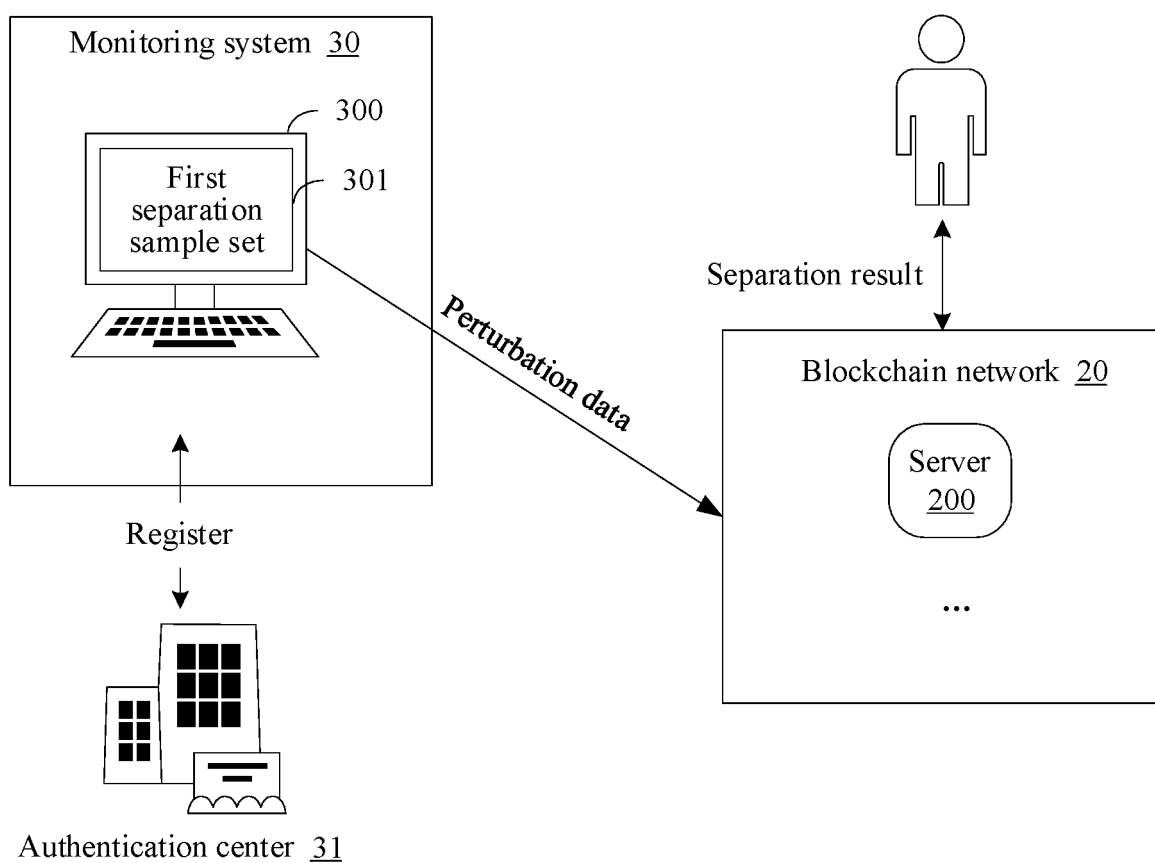 Monitoring system 30
300
301
First
separation
sample set
Perturbation data
Register
Authentication center 31
Separation result
Blockchain network 20
Server
200
...